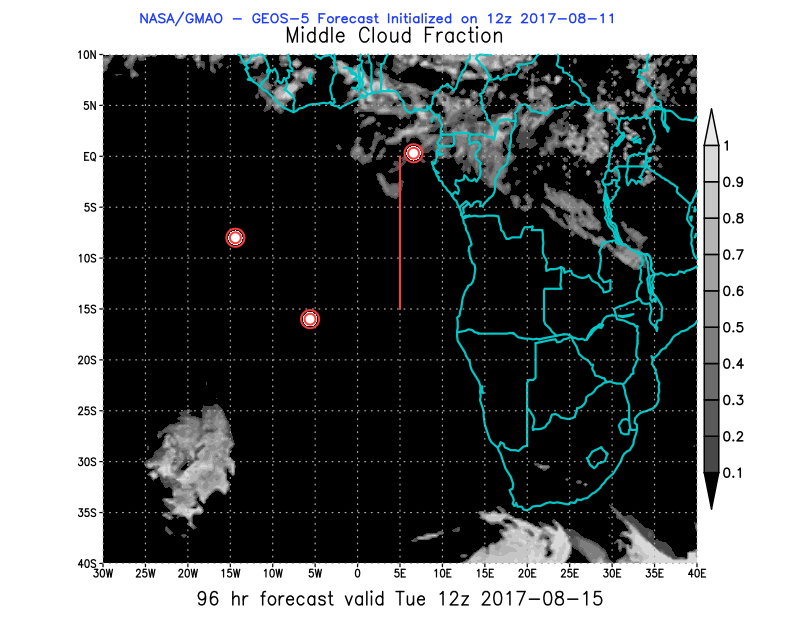 NASA/GMAO - GEOS-5 Forecast Initialized on 12z 2017-08-11
Middle Cloud Fraction
10N
5N
EQ
5S
10S
15S
20S
25S
30S
35S
40S
30W 25W 20W 15W 10W 5W 0 5E 10E 15E 20E 25E 30E 35E 40E
1
0.9
0.8
0.7
0.6
0.5
0.4
0.3
0.2
0.1
96 hr forecast valid Tue 12z 2017-08-15